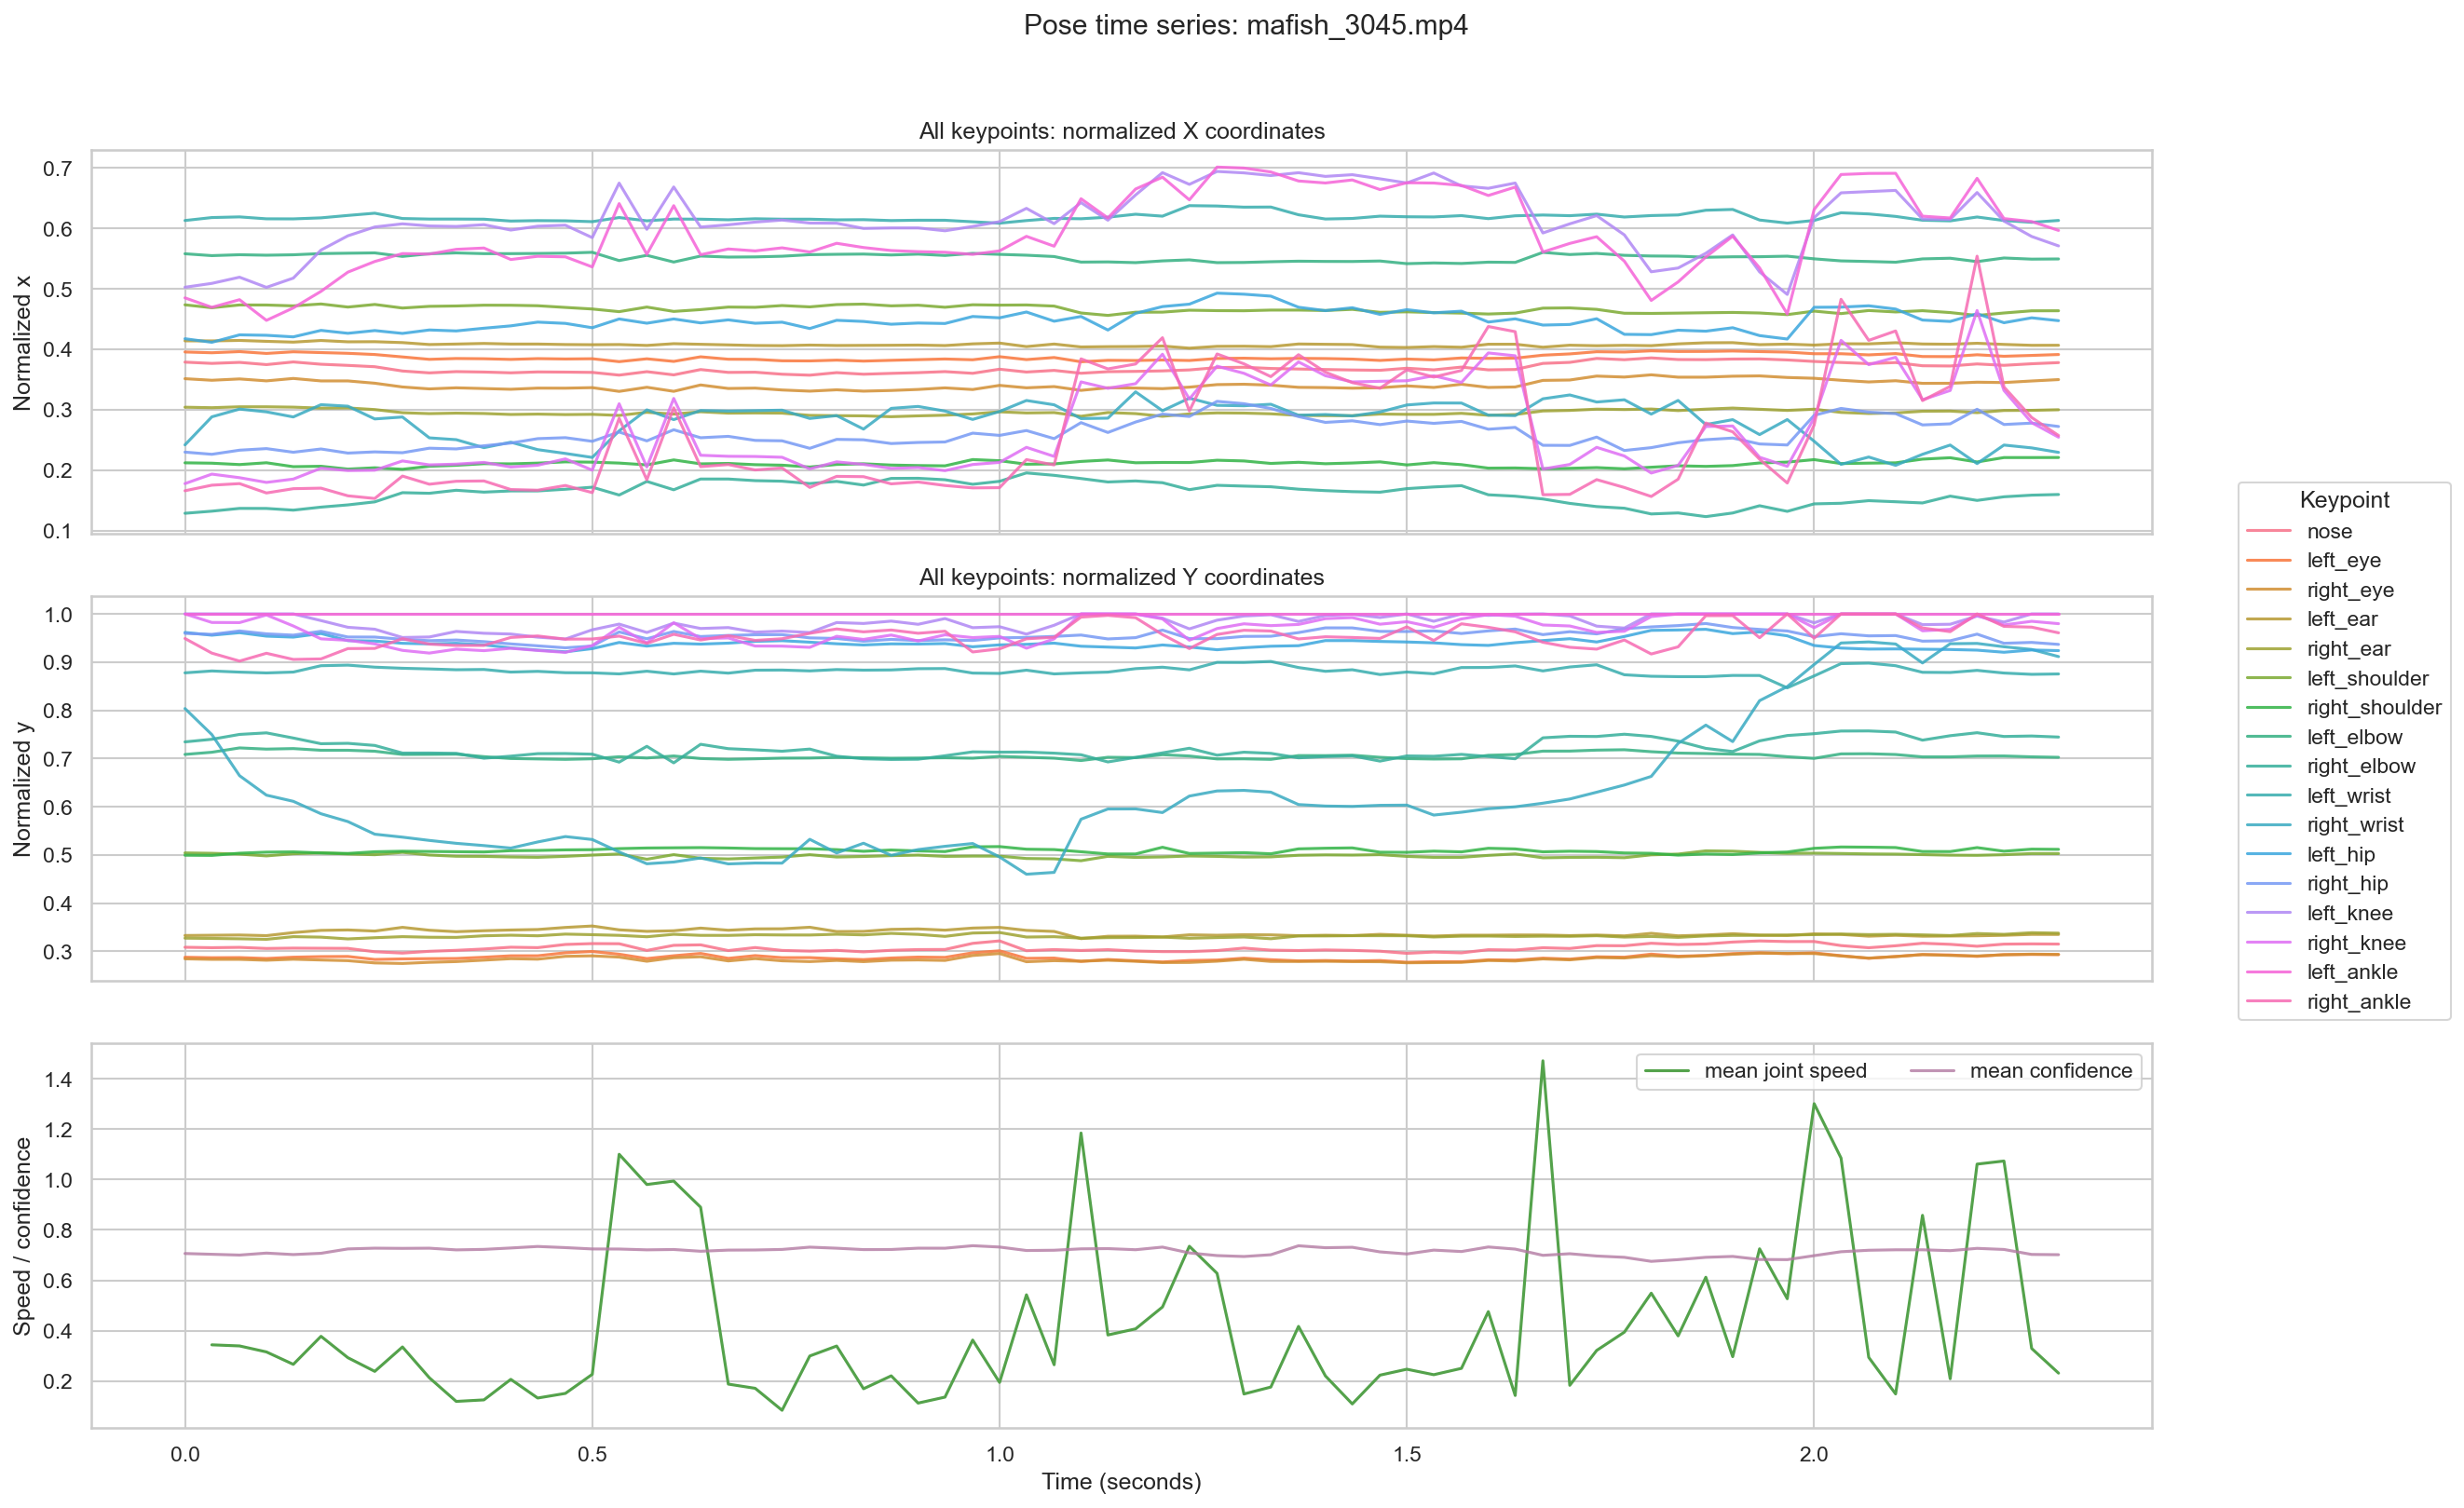 Pose time series: mafish_3045.mp4
All keypoints: normalized X coordinates
Normalized x
0.7
0.6
0.5
0.4
0.3
0.2
0.1
All keypoints: normalized Y coordinates
Normalized y
1.0
0.9
0.8
0.7
0.6
0.5
0.4
0.3
Keypoint
nose
left_eye
right_eye
left_ear
right_ear
left_shoulder
right_shoulder
left_elbow
right_elbow
left_wrist
right_wrist
left_hip
right_hip
left_knee
right_knee
left_ankle
right_ankle
Speed / confidence
1.4
1.2
1.0
0.8
0.6
0.4
0.2
mean joint speed mean confidence
0.0 0.5 1.0 1.5 2.0
Time (seconds)